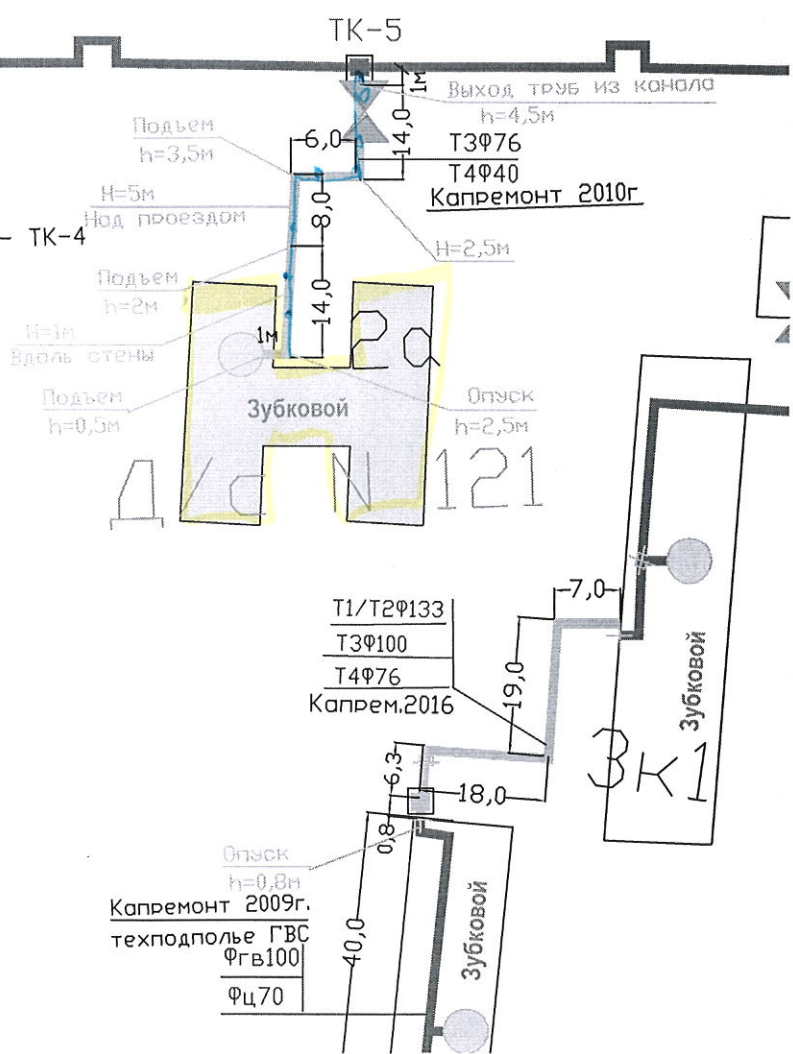 ТК-5
1м
Выход труб из канала
h=4,5м
Подъем
h=3,5м
6,0
14,0
Т3Ф76
Т4Ф40
Капремонт 2010г
H=5м
Над проездом
8,0
- ТК-4
H=2,5м
Подъем
h=2м
14,0
H=1м
Вдоль стены
1м
2а
Подъем
h=0,5м
Зубковой
Опуск
h=2,5м
Д/с N 121
7,0
Т1/Т2Ф133
Т3Ф100
Т4Ф76
Капрем.2016
19,0
Зубковой
3к1
6,3
18,0
0,8
Опуск
h=0,8м
Капремонт 2009г.
техподполье ГВС
Фгв100
Фц70
40,0
Зубковой